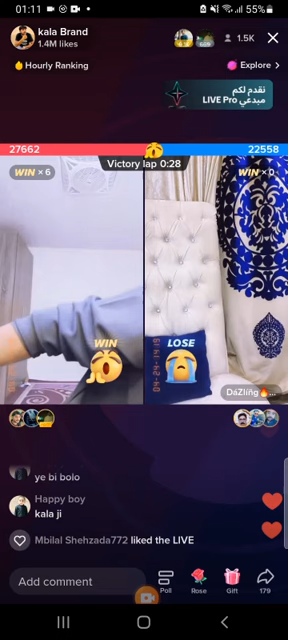 01:11
55%
kala Brand
1.4M likes
1.5K
Hourly Ranking
Explore >
نقدم لكم
مبدعي LIVE Pro
27662
22558
Victory lap 0:28
WIN × 6
WIN × 0
WIN
LOSE
DaZlíñg
ye bi bolo
Happy boy
kala ji
Mbilal Shehzada772 liked the LIVE
Add comment
Poll
Rose
Gift
179